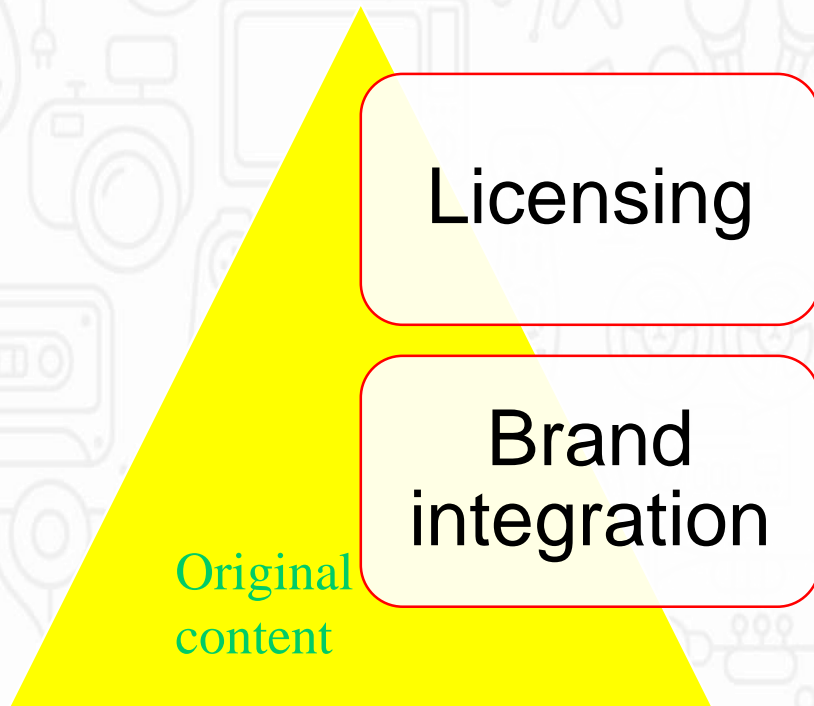 Licensing
Brand
integration
Original
content